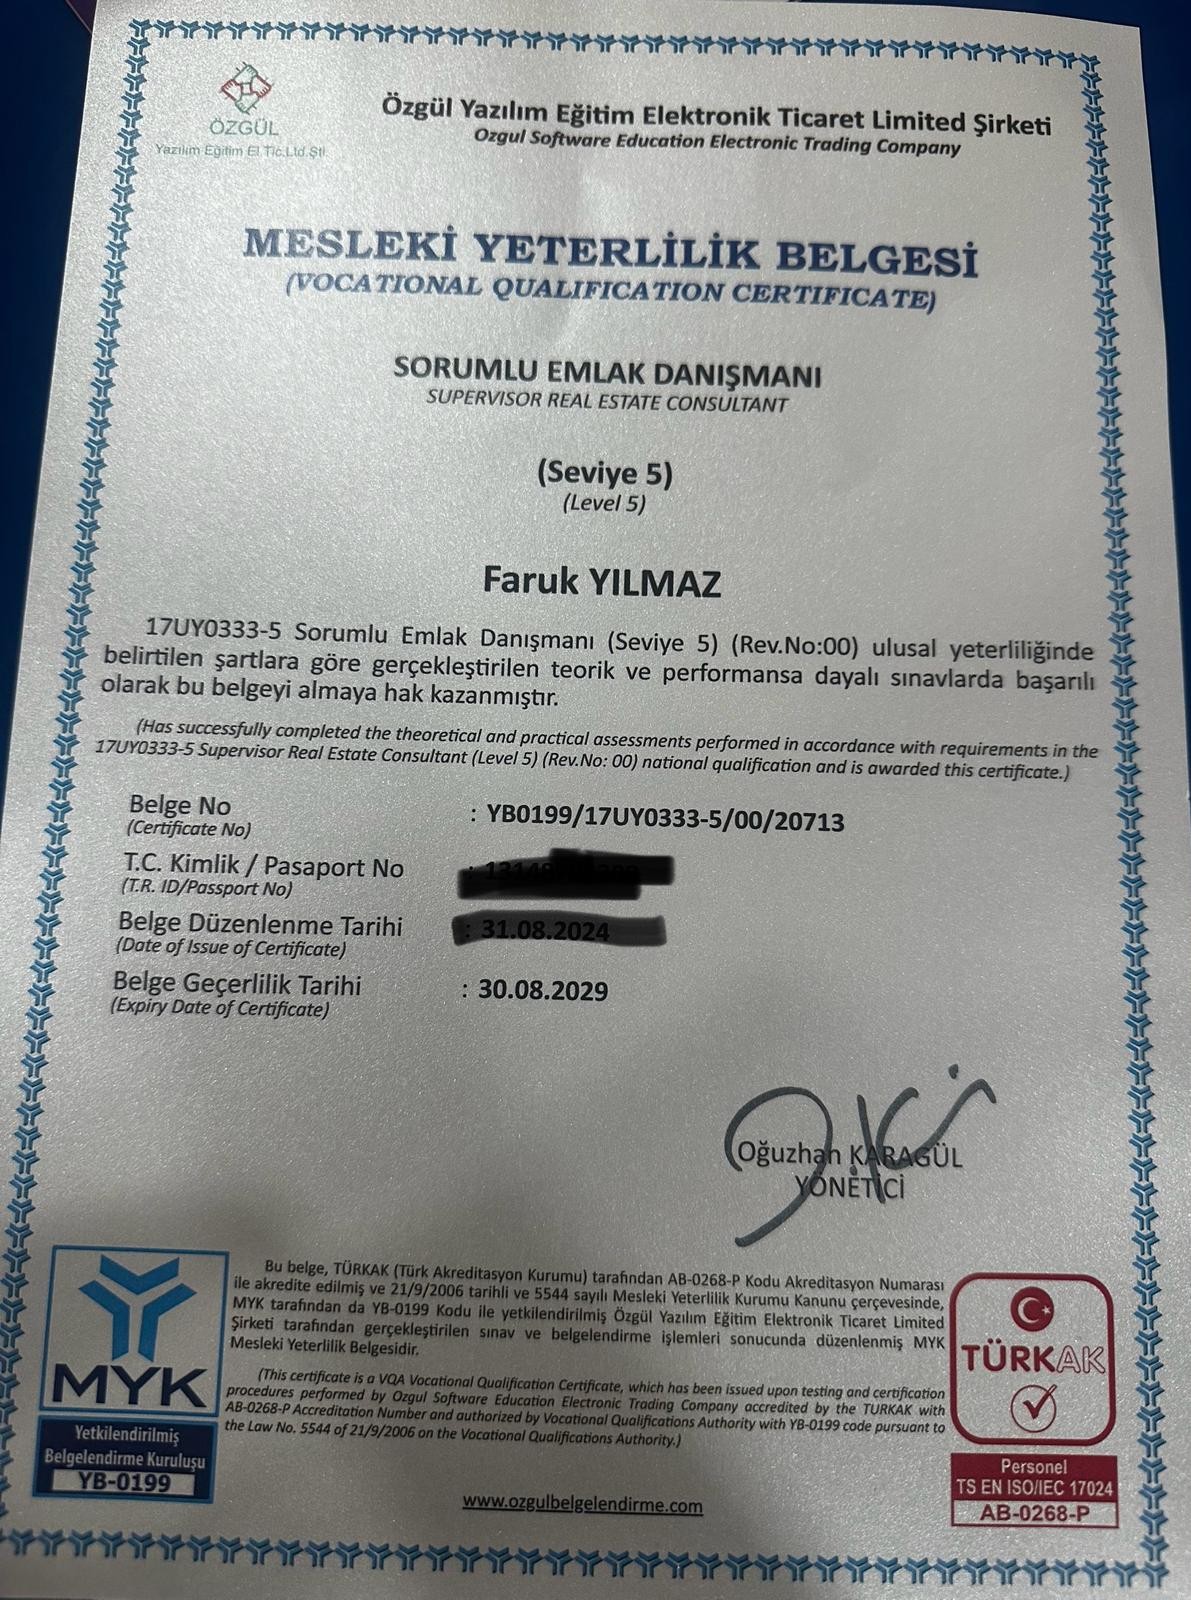 ÖZGÜL
Yazılım Eğitim El.Tic.Ltd.Şti.
Özgül Yazılım Eğitim Elektronik Ticaret Limited Şirketi
Ozgul Software Education Electronic Trading Company
MESLEKİ YETERLİLİK BELGESİ
(VOCATIONAL QUALIFICATION CERTIFICATE)
SORUMLU EMLAK DANIŞMANI
SUPERVISOR REAL ESTATE CONSULTANT
(Seviye 5)
(Level 5)
Faruk YILMAZ
17UY0333-5 Sorumlu Emlak Danışmanı (Seviye 5) (Rev.No:00) ulusal yeterliliğinde
belirtilen şartlara göre gerçekleştirilen teorik ve performansa dayalı sınavlarda başarılı
olarak bu belgeyi almaya hak kazanmıştır.
(Has successfully completed the theoretical and practical assessments performed in accordance with requirements in the
17UY0333-5 Supervisor Real Estate Consultant (Level 5) (Rev.No: 00) national qualification and is awarded this certificate.)
Belge No : YB0199/17UY0333-5/00/20713
(Certificate No)
T.C. Kimlik / Pasaport No :
(T.R. ID/Passport No)
Belge Düzenlenme Tarihi : 31.08.2024
(Date of Issue of Certificate)
Belge Geçerlilik Tarihi : 30.08.2029
(Expiry Date of Certificate)
Oğuzhan KARAGÜL
YÖNETİCİ
Bu belge, TÜRKAK (Türk Akreditasyon Kurumu) tarafından AB-0268-P Kodu Akreditasyon Numarası
ile akredite edilmiş ve 21/9/2006 tarihli ve 5544 sayılı Mesleki Yeterlilik Kurumu Kanunu çerçevesinde,
MYK tarafından da YB-0199 Kodu ile yetkilendirilmiş Özgül Yazılım Eğitim Elektronik Ticaret Limited
Şirketi tarafından gerçekleştirilen sınav ve belgelendirme işlemleri sonucunda düzenlenmiş MYK
Mesleki Yeterlilik Belgesidir.
(This certificate is a VQA Vocational Qualification Certificate, which has been issued upon testing and certification
procedures performed by Ozgul Software Education Electronic Trading Company accredited by the TURKAK with
AB-0268-P Accreditation Number and authorized by Vocational Qualifications Authority with YB-0199 code pursuant to
the Law No. 5544 of 21/9/2006 on the Vocational Qualifications Authority.)
MYK
Yetkilendirilmiş
Belgelendirme Kuruluşu
YB-0199
TÜRKAK
Personel
TS EN ISO/IEC 17024
AB-0268-P
www.ozgulbelgelendirme.com